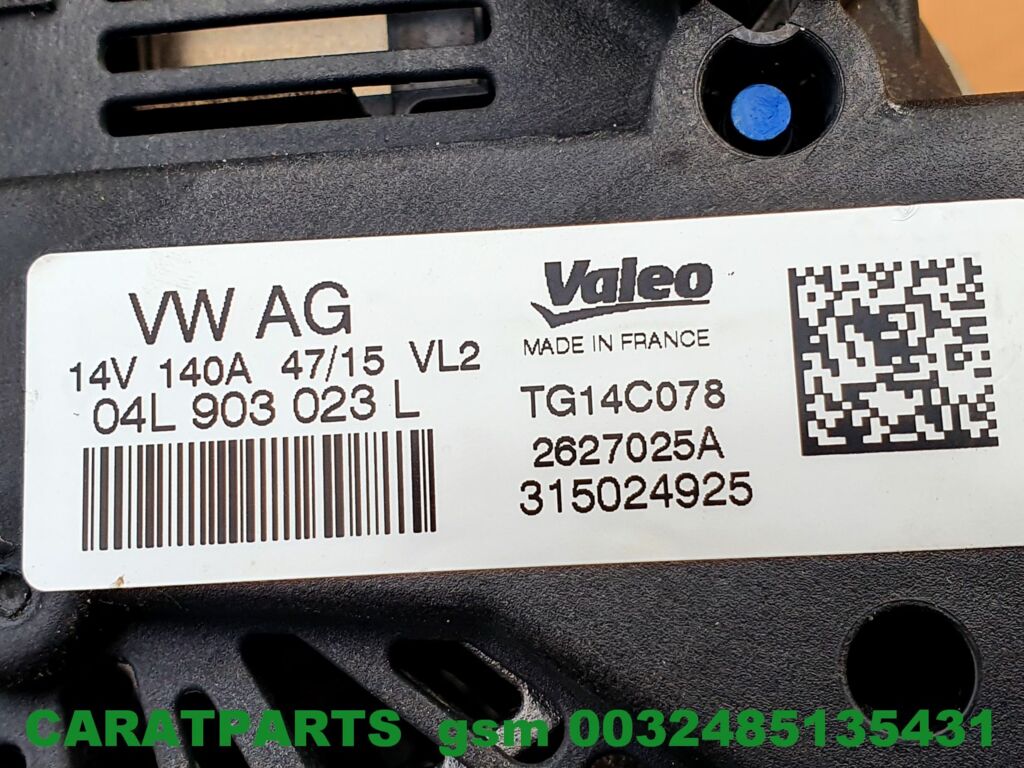 VW AG
14V 140A 47/15 VL2
04L 903 023 L
Valeo
MADE IN FRANCE
TG14C078
2627025A
315024925
CARATPARTS gsm 0032485135431